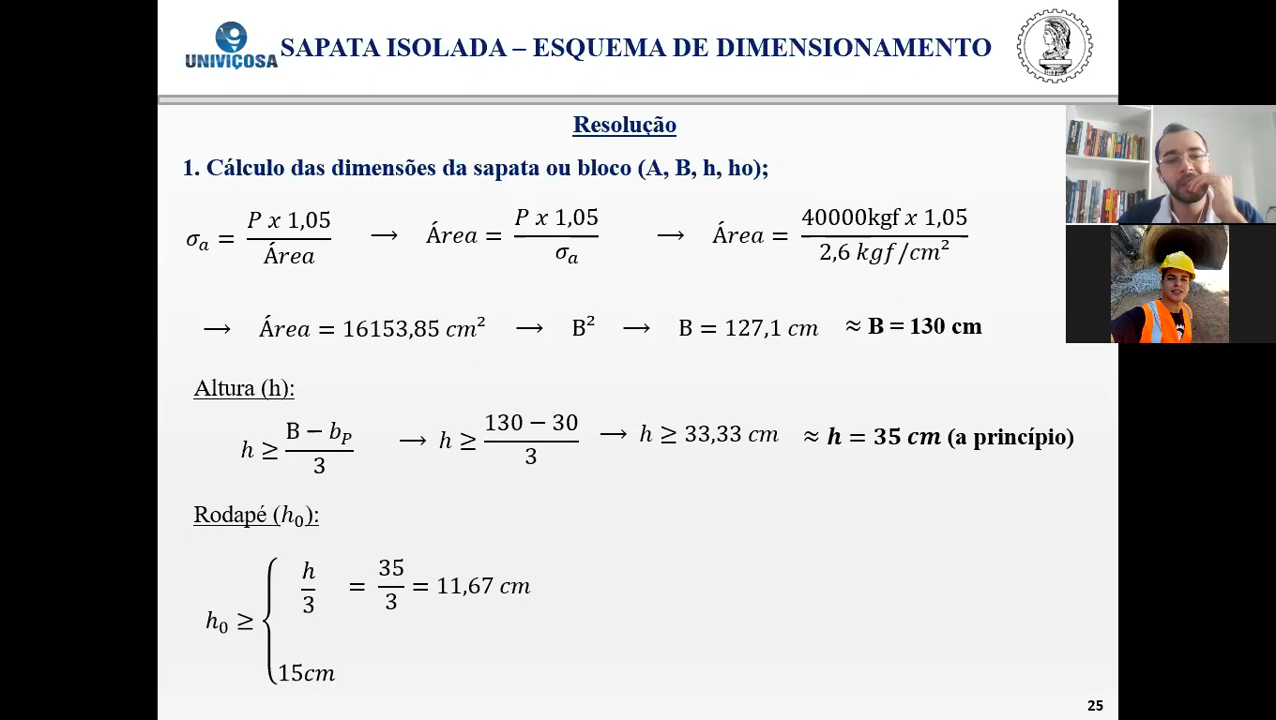 UNIVIÇOSA
SAPATA ISOLADA – ESQUEMA DE DIMENSIONAMENTO
Resolução
1. Cálculo das dimensões da sapata ou bloco (A, B, h, ho);
σₐ = (P x 1,05)/Área → Área = (P x 1,05)/σₐ → Área = (40000kgf x 1,05)/(2,6 kgf/cm²)
→ Área = 16153,85 cm² → B² → B = 127,1 cm ≈ B = 130 cm
Altura (h):
h ≥ (B − b_P)/3 → h ≥ (130 − 30)/3 → h ≥ 33,33 cm ≈ h = 35 cm (a princípio)
Rodapé (h₀):
h/3 = 35/3 = 11,67 cm
h₀ ≥ {
15cm
25